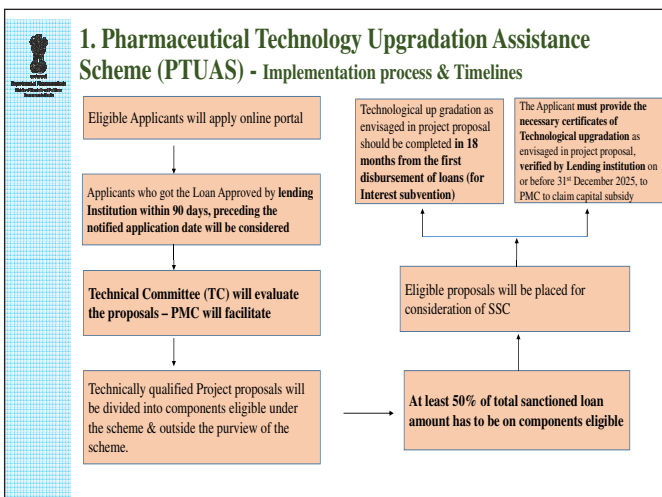 1. Pharmaceutical Technology Upgradation Assistance
Scheme (PTUAS) - Implementation process & Timelines
Eligible Applicants will apply online portal
Applicants who got the Loan Approved by lending
Institution within 90 days, preceding the
notified application date will be considered
Technical Committee (TC) will evaluate
the proposals – PMC will facilitate
Technically qualified Project proposals will
be divided into components eligible under
the scheme & outside the purview of the
scheme.
At least 50% of total sanctioned loan
amount has to be on components eligible
Eligible proposals will be placed for
consideration of SSC
Technological up gradation as
envisaged in project proposal
should be completed in 18
months from the first
disbursement of loans (for
Interest subvention)
The Applicant must provide the
necessary certificates of
Technological upgradation as
envisaged in project proposal,
verified by Lending institution on
or before 31st December 2025, to
PMC to claim capital subsidy